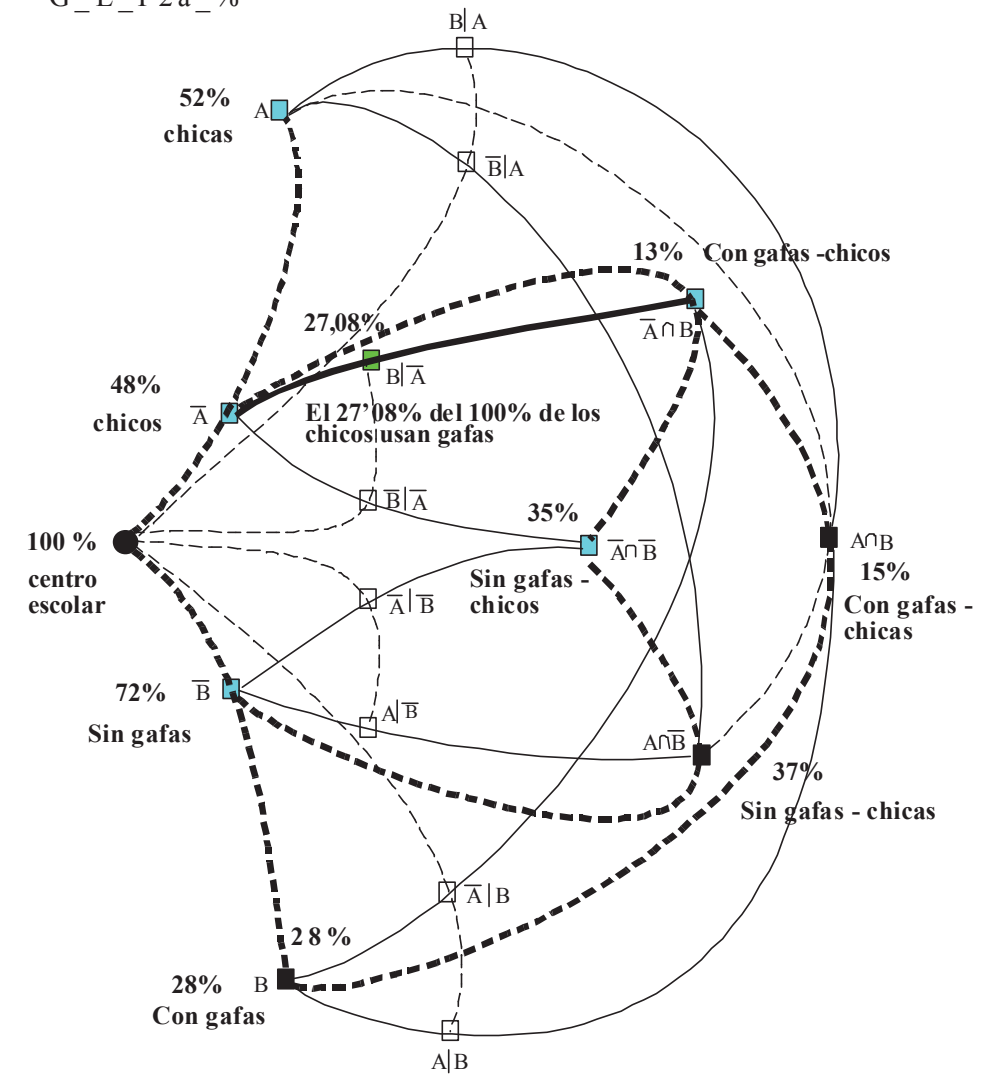 B|A
52%
A
chicas
B̅|A
13%
Con gafas -chicos
A̅∩B
27,08%
B|A̅
48%
chicos
A̅
El 27’08% del 100% de los
chicos usan gafas
B̅|A̅
35%
100 %
centro
escolar
A̅∩B̅
Sin gafas -
chicos
A∩B
15%
Con gafas -
chicas
A̅|B̅
72%
B̅
Sin gafas
A|B̅
A∩B̅
37%
Sin gafas - chicas
A̅|B
28%
28%
B
Con gafas
A|B